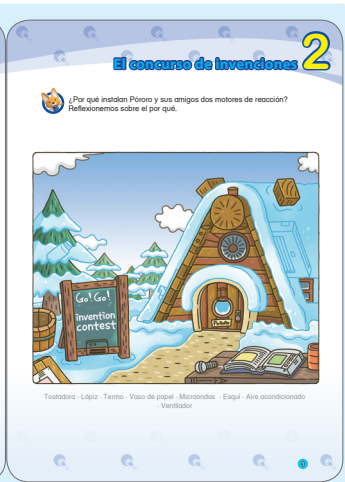 El concurso de invenciones 2
¿Por qué instalan Póroro y sus amigos dos motores de reacción?
Reflexionemos sobre el por qué.
Go! Go!
invention
contest
Tostadora · Lápiz · Termo · Vaso de papel · Microondas · Esquí · Aire acondicionado
· Ventilador